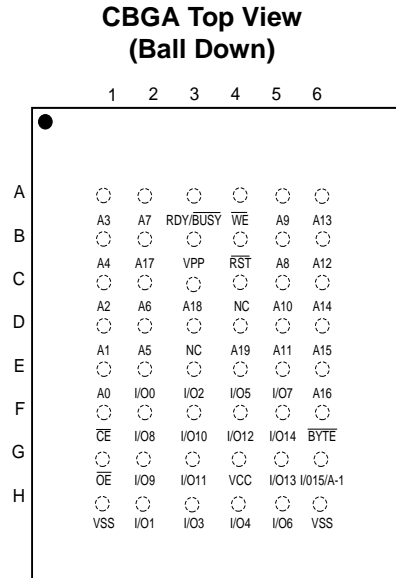 CBGA Top View
(Ball Down)
1 2 3 4 5 6
A
A3 A7 RDY/BUSY WE A9 A13
B
A4 A17 VPP RST A8 A12
C
A2 A6 A18 NC A10 A14
D
A1 A5 NC A19 A11 A15
E
A0 I/O0 I/O2 I/O5 I/O7 A16
F
CE I/O8 I/O10 I/O12 I/O14 BYTE
G
OE I/O9 I/O11 VCC I/O13 I/015/A-1
H
VSS I/O1 I/O3 I/O4 I/O6 VSS